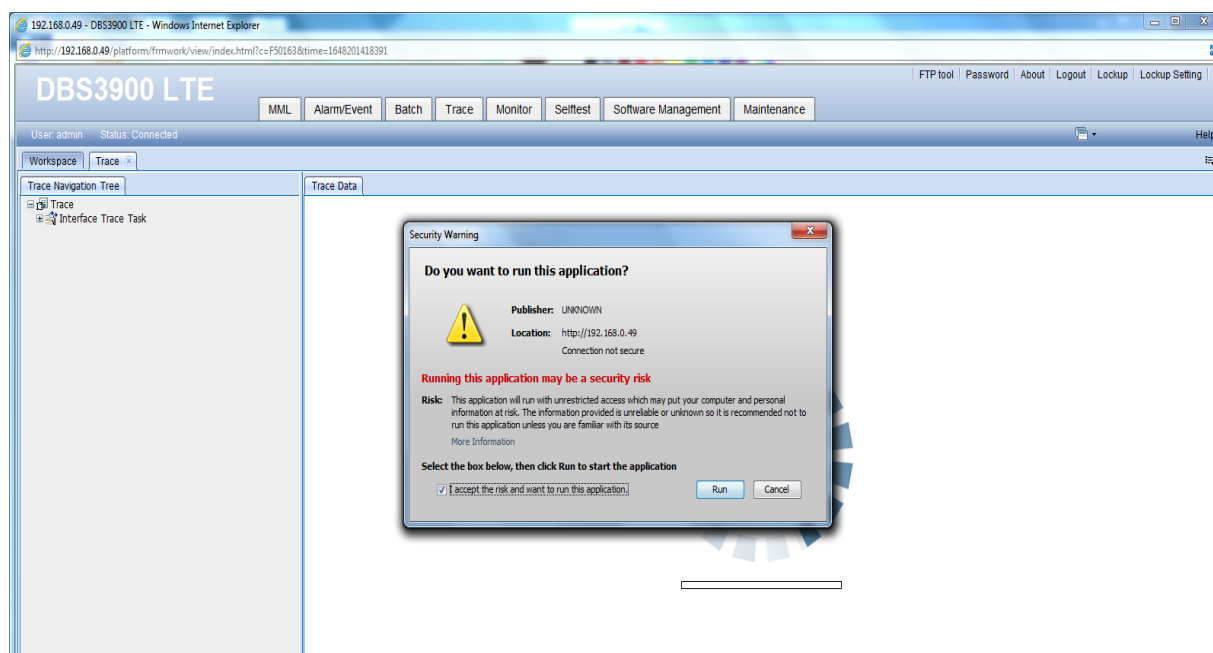 192.168.0.49 - DBS3900 LTE - Windows Internet Explorer
http://192.168.0.49/platform/frmwork/view/index.html?c=F50163&time=1648201418391
FTP tool Password About Logout Lockup Lockup Setting
DBS3900 LTE
MML Alarm/Event Batch Trace Monitor Selftest Software Management Maintenance
User: admin Status: Connected
Help
Workspace Trace
Trace Navigation Tree
Trace Data
Trace
Interface Trace Task
Security Warning
Do you want to run this application?
Publisher: UNKNOWN
Location: http://192.168.0.49
Connection not secure
Running this application may be a security risk
Risk: This application will run with unrestricted access which may put your computer and personal
information at risk. The information provided is unreliable or unknown so it is recommended not to
run this application unless you are familiar with its source
More Information
Select the box below, then click Run to start the application
I accept the risk and want to run this application.
Run Cancel